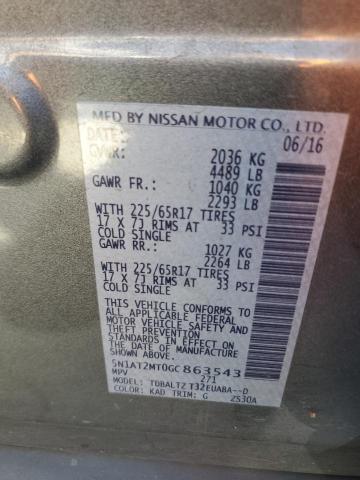 MFD BY NISSAN MOTOR CO., LTD.
DATE: 06/16
GVWR: 2036 KG
4489 LB
GAWR FR.: 1040 KG
2293 LB
WITH 225/65R17 TIRES
17 X 7J RIMS AT 33 PSI
COLD SINGLE
GAWR RR.: 1027 KG
2264 LB
WITH 225/65R17 TIRES
17 X 7J RIMS AT 33 PSI
COLD SINGLE
THIS VEHICLE CONFORMS TO
ALL APPLICABLE FEDERAL
MOTOR VEHICLE SAFETY AND
THEFT PREVENTION
STANDARDS IN EFFECT ON
THE DATE OF MANUFACTURE
SHOWN ABOVE.
5N1AT2MT0GC863543
MPV 271
MODEL: TDBALTZ T32EUABA--D
COLOR: KAD TRIM: G ZS30A